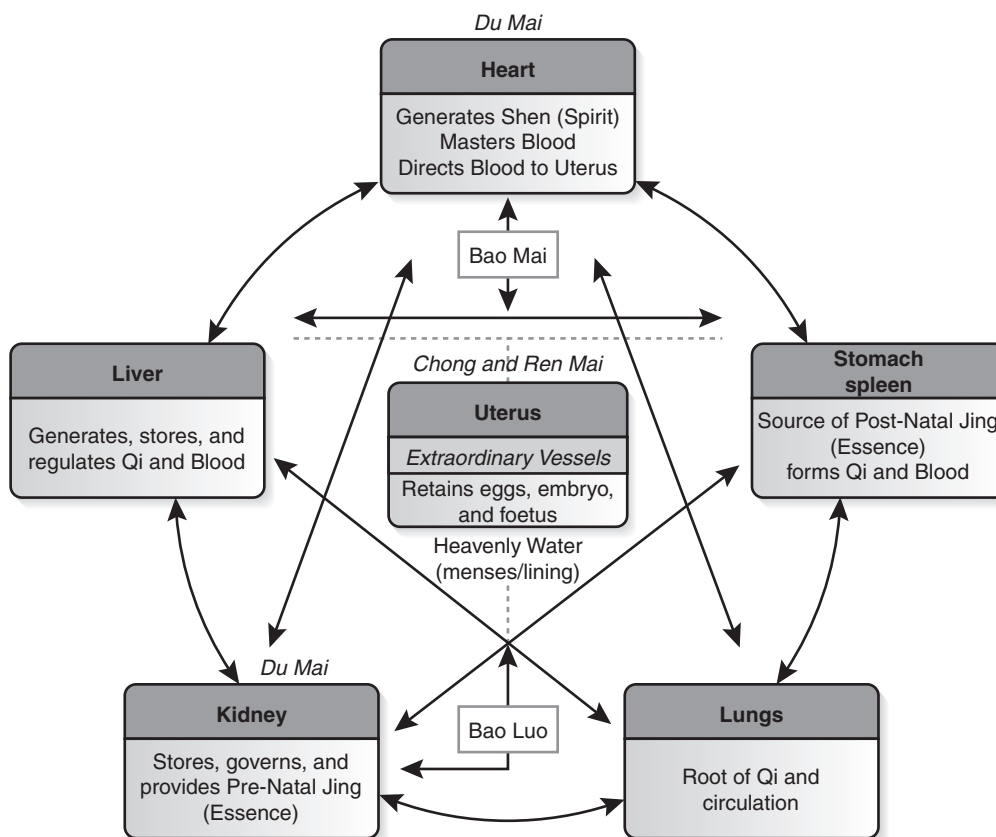 Du Mai
Heart
Generates Shen (Spirit)
Masters Blood
Directs Blood to Uterus
Bao Mai
Liver
Generates, stores, and
regulates Qi and Blood
Chong and Ren Mai
Uterus
Extraordinary Vessels
Retains eggs, embryo,
and foetus
Heavenly Water
(menses/lining)
Stomach
spleen
Source of Post-Natal Jing
(Essence)
forms Qi and Blood
Du Mai
Kidney
Stores, governs, and
provides Pre-Natal Jing
(Essence)
Bao Luo
Lungs
Root of Qi and
circulation